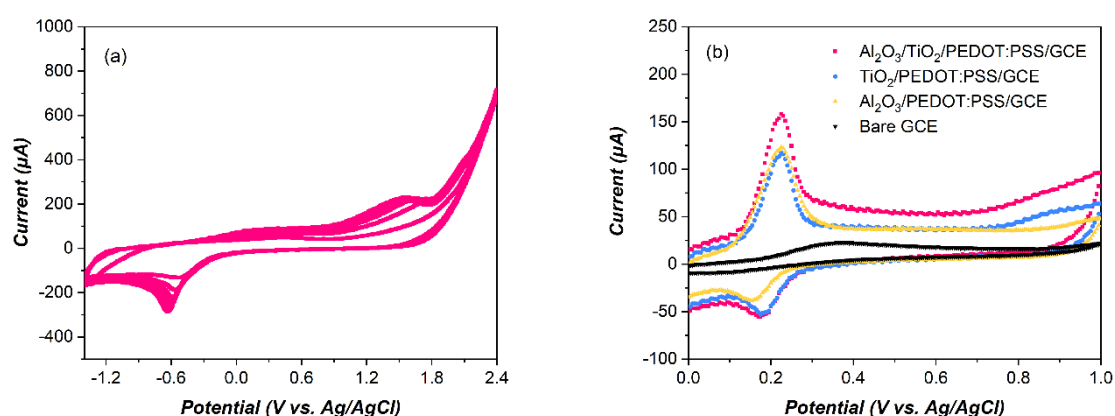 (a)
1000
800
600
400
200
0
-200
-400
-1.2 -0.6 0.0 0.6 1.2 1.8 2.4
Current (µA)
Potential (V vs. Ag/AgCl)
(b)
250
200
150
100
50
0
-50
-100
0.0 0.2 0.4 0.6 0.8 1.0
Current (µA)
Potential (V vs. Ag/AgCl)
Al₂O₃/TiO₂/PEDOT:PSS/GCE
TiO₂/PEDOT:PSS/GCE
Al₂O₃/PEDOT:PSS/GCE
Bare GCE